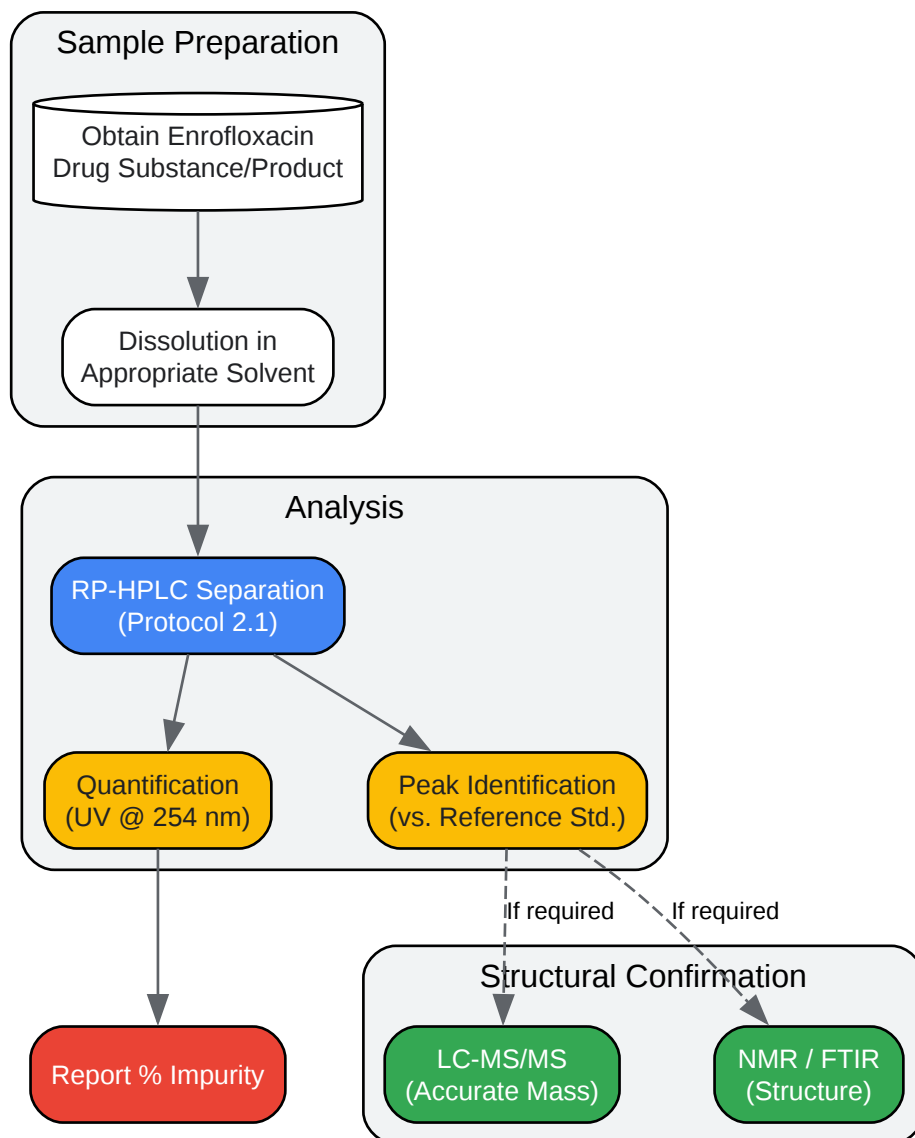 Sample Preparation
Obtain Enrofloxacin
Drug Substance/Product
Dissolution in
Appropriate Solvent
Analysis
RP-HPLC Separation
(Protocol 2.1)
Quantification
(UV @ 254 nm)
Peak Identification
(vs. Reference Std.)
If required
If required
Structural Confirmation
Report % Impurity
LC-MS/MS
(Accurate Mass)
NMR / FTIR
(Structure)